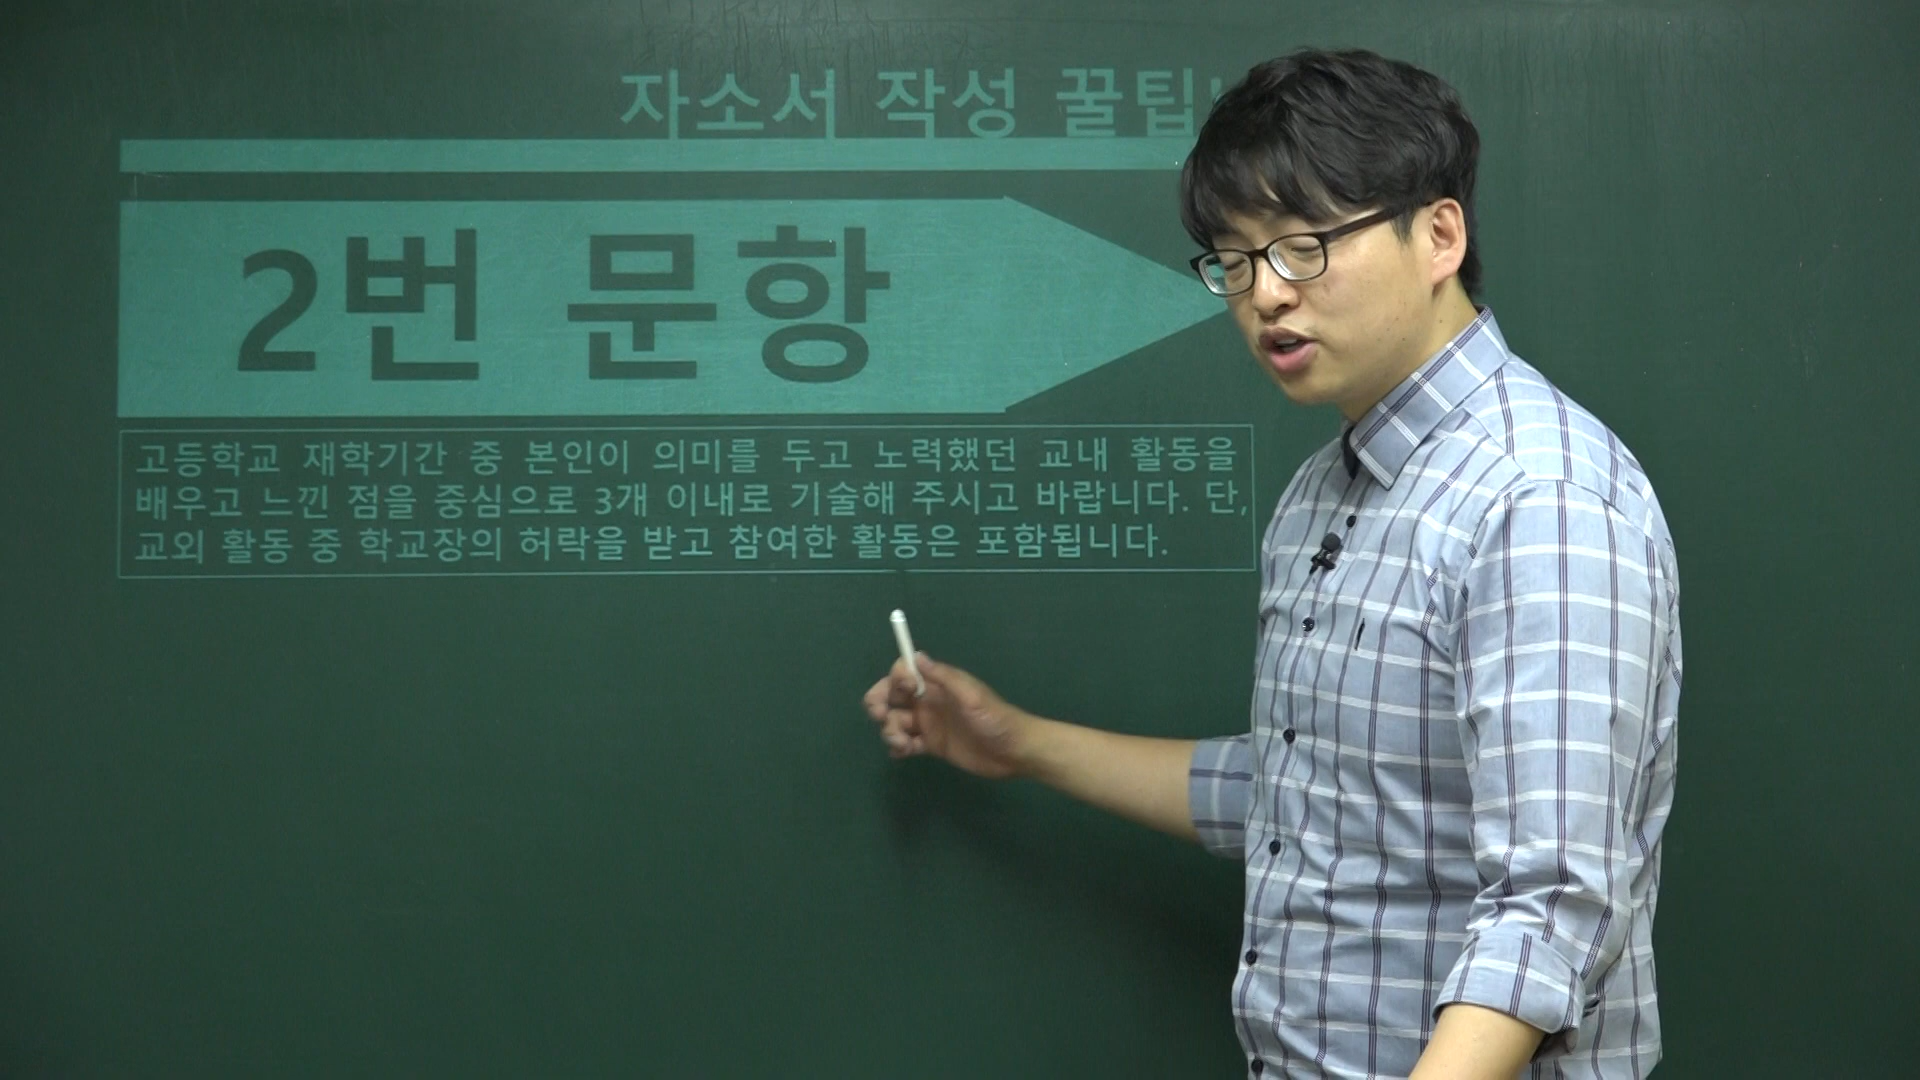 자소서 작성 꿀팁!
2번 문항
고등학교 재학기간 중 본인이 의미를 두고 노력했던 교내 활동을
배우고 느낀 점을 중심으로 3개 이내로 기술해 주시고 바랍니다. 단,
교외 활동 중 학교장의 허락을 받고 참여한 활동은 포함됩니다.